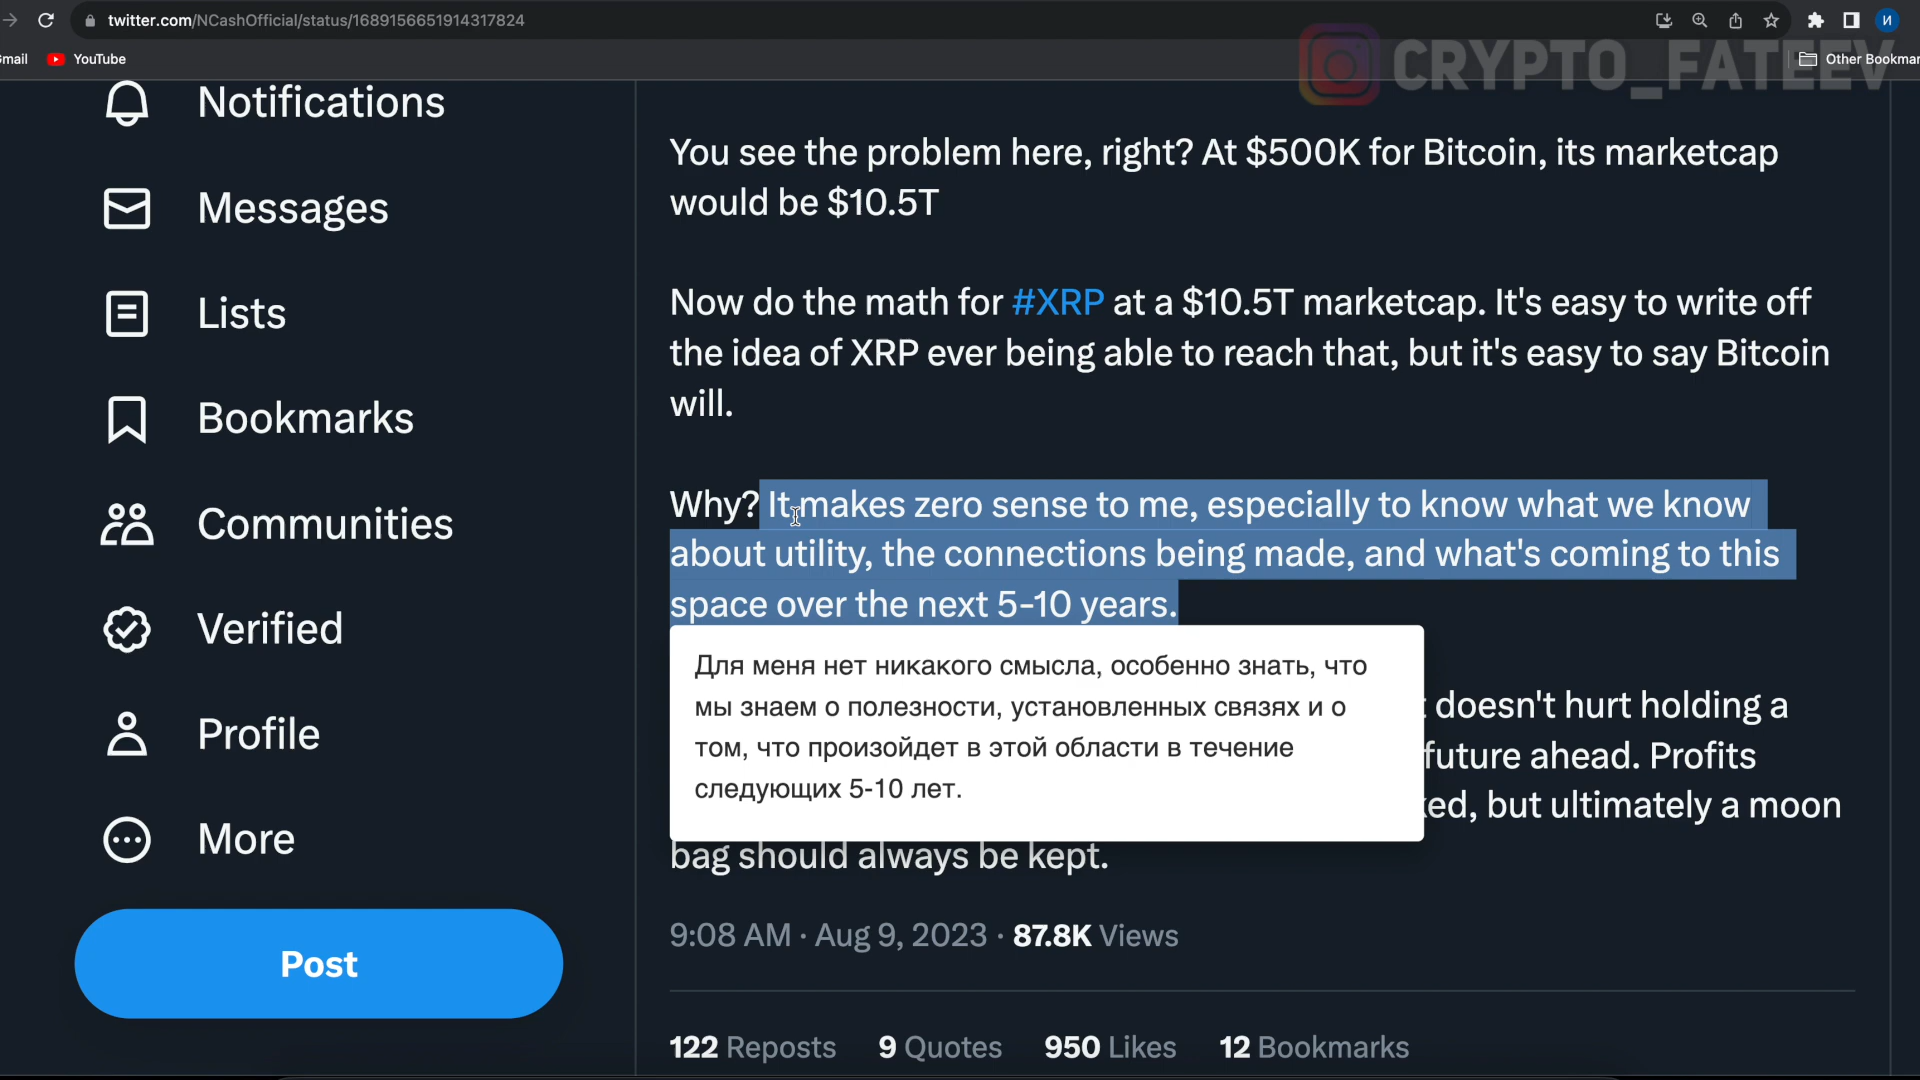 twitter.com/NCashOfficial/status/1689156651914317824
И
CRYPTO_FATEEV
YouTube
Other Bookmar
Notifications
Messages
Lists
Bookmarks
Communities
Verified
Profile
More
Post
You see the problem here, right? At $500K for Bitcoin, its marketcap
would be $10.5T
Now do the math for #XRP at a $10.5T marketcap. It's easy to write off
the idea of XRP ever being able to reach that, but it's easy to say Bitcoin
will.
Why? It makes zero sense to me, especially to know what we know
about utility, the connections being made, and what's coming to this
space over the next 5-10 years.
Для меня нет никакого смысла, особенно знать, что
мы знаем о полезности, установленных связях и о
том, что произойдет в этой области в течение
следующих 5-10 лет.
doesn't hurt holding a
future ahead. Profits
ked, but ultimately a moon
bag should always be kept.
9:08 AM · Aug 9, 2023 · 87.8K Views
122 Reposts 9 Quotes 950 Likes 12 Bookmarks